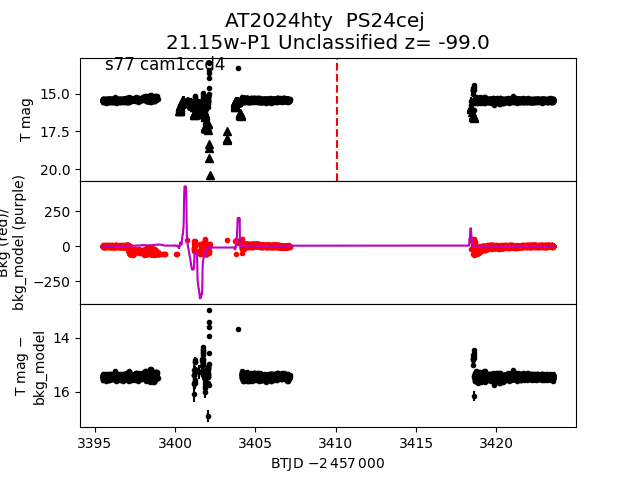 AT2024hty  PS24cej
21.15w-P1 Unclassified z= -99.0
s77 cam1ccd4
T mag
15.0
17.5
20.0
Bkg (red)/
bkg_model (purple)
250
0
−250
T mag −
bkg_model
14
16
3395 3400 3405 3410 3415 3420
BTJD −2 457 000